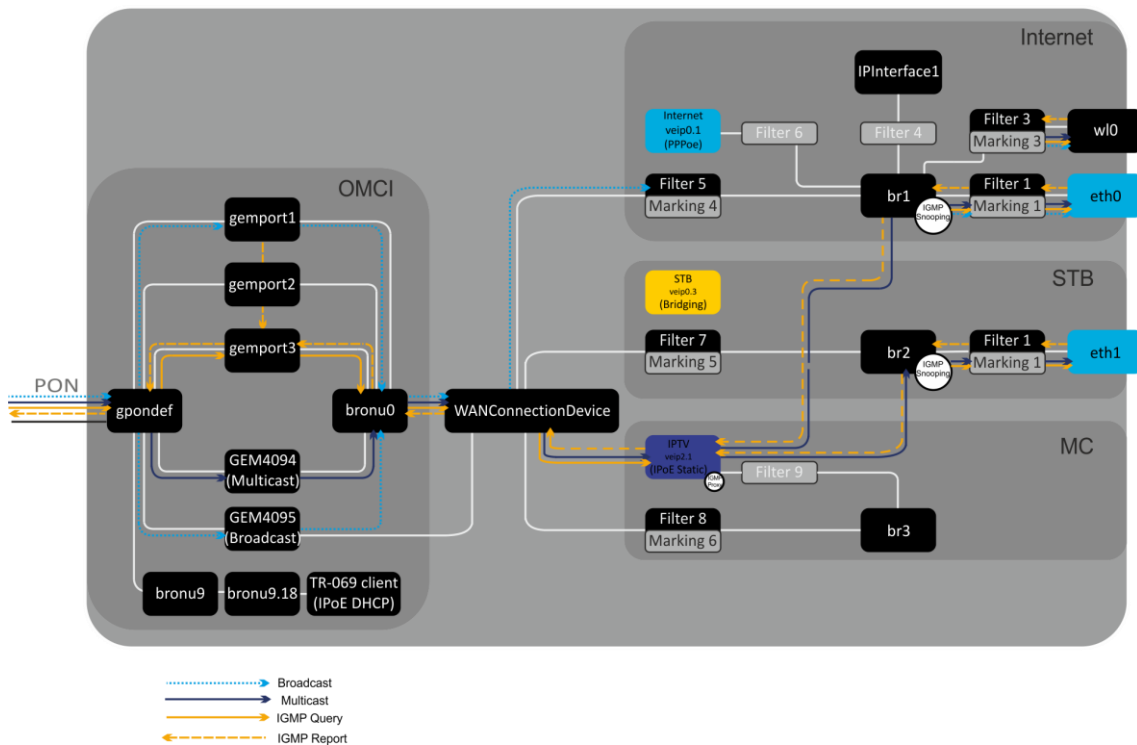 Internet
IPInterface1
Internet
veip0.1
(PPPoe)
Filter 6
Filter 4
Filter 3
Marking 3
wl0
OMCI
Filter 5
Marking 4
br1
IGMP
Snooping
Filter 1
Marking 1
eth0
gemport1
gemport2
gemport3
STB
STB
veip0.3
(Bridging)
Filter 7
Marking 5
br2
IGMP
Snooping
Filter 1
Marking 1
eth1
PON
gpondef
bronu0
WANConnectionDevice
MC
IPTV
veip2.1
(IPoE Static)
IGMP
Proxy
Filter 9
GEM4094
(Multicast)
GEM4095
(Broadcast)
Filter 8
Marking 6
br3
bronu9
bronu9.18
TR-069 client
(IPoE DHCP)
Broadcast
Multicast
IGMP Query
IGMP Report